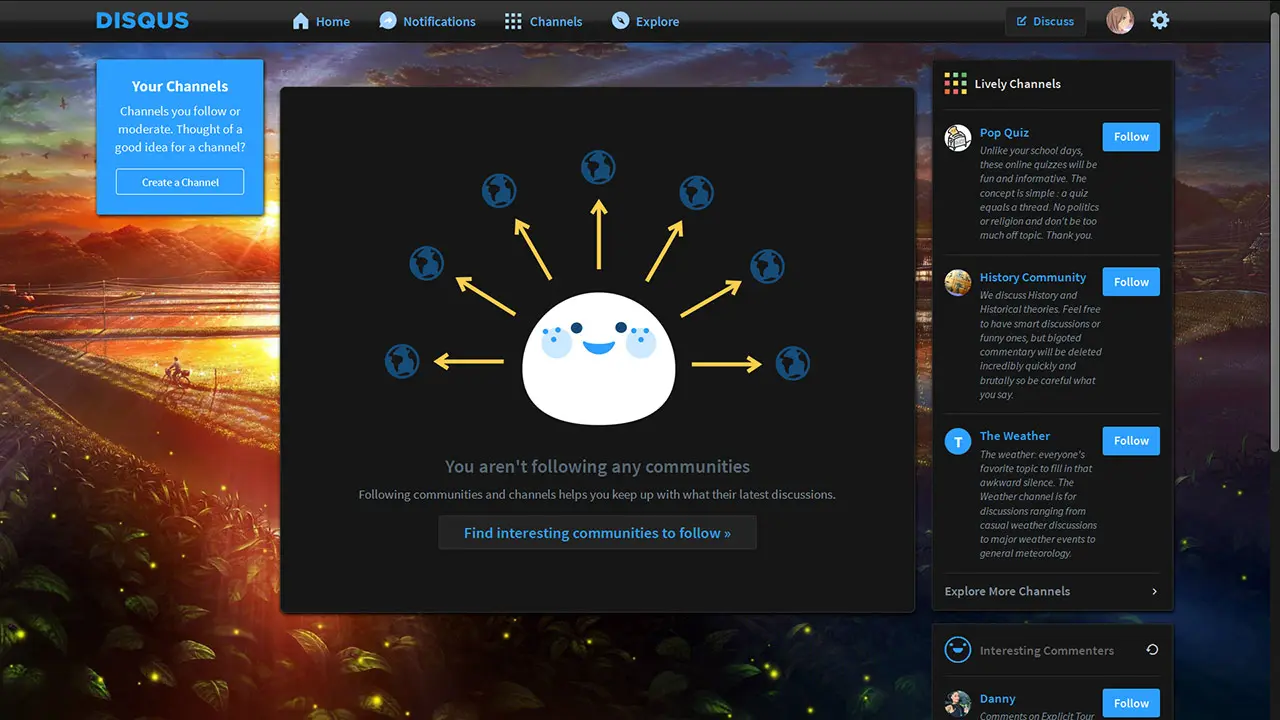 DISQUS
Home
Notifications
Channels
Explore
Discuss
Your Channels
Channels you follow or
moderate. Thought of a
good idea for a channel?
Create a Channel
You aren't following any communities
Following communities and channels helps you keep up with what their latest discussions.
Find interesting communities to follow »
Lively Channels
Pop Quiz
Follow
Unlike your school days,
these online quizzes will be
fun and informative. The
concept is simple : a quiz
equals a thread. No politics
or religion and don't be too
much off topic. Thank you.
History Community
Follow
We discuss History and
Historical theories. Feel free
to have smart discussions or
funny ones, but bigoted
commentary will be deleted
incredibly quickly and
brutally so be careful what
you say.
T
The Weather
Follow
The weather: everyone's
favorite topic to fill in that
awkward silence. The
Weather channel is for
discussions ranging from
casual weather discussions
to major weather events to
general meteorology.
Explore More Channels
Interesting Commenters
Danny
Follow
Comments on Explicit Tour